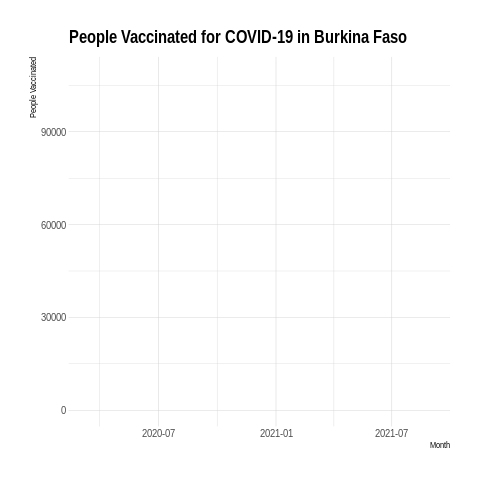 People Vaccinated for COVID-19 in Burkina Faso
People Vaccinated
90000
60000
30000
0
2020-07 2021-01 2021-07
Month